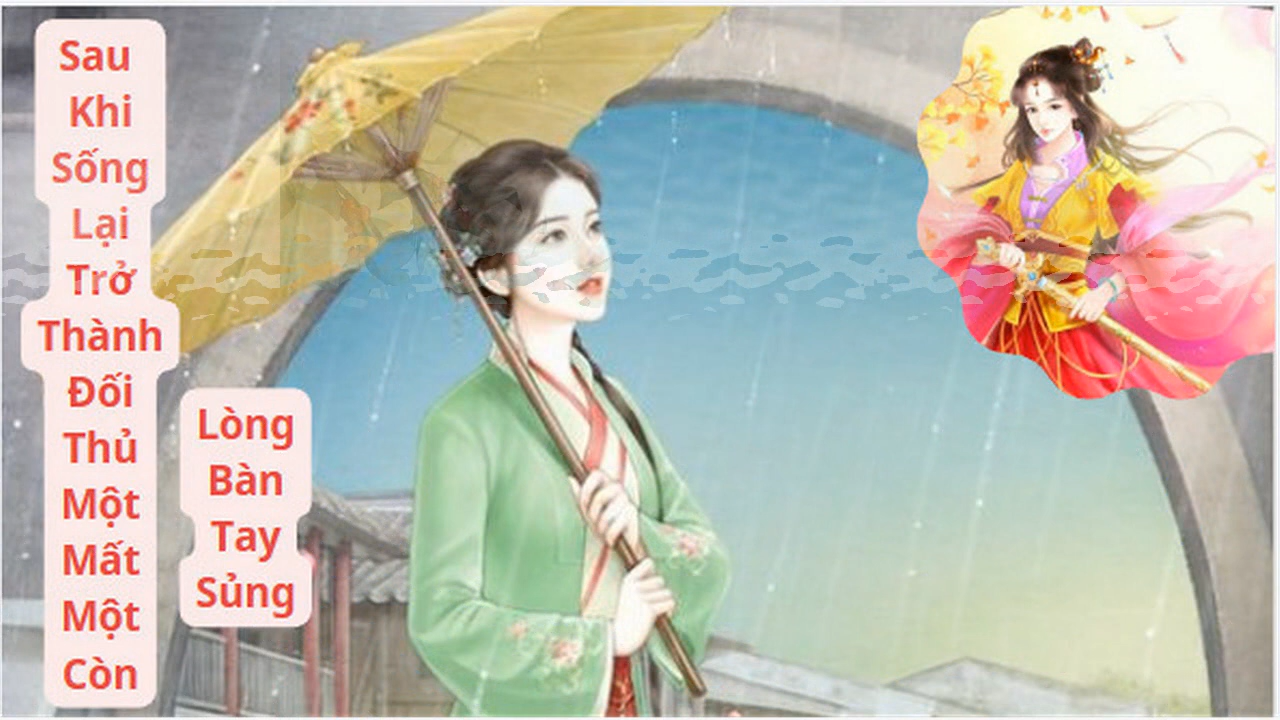 Sau
Khi
Sống
Lại
Trở
Thành
Đối
Thủ
Một
Mất
Một
Còn
Lòng
Bàn
Tay
Sủng